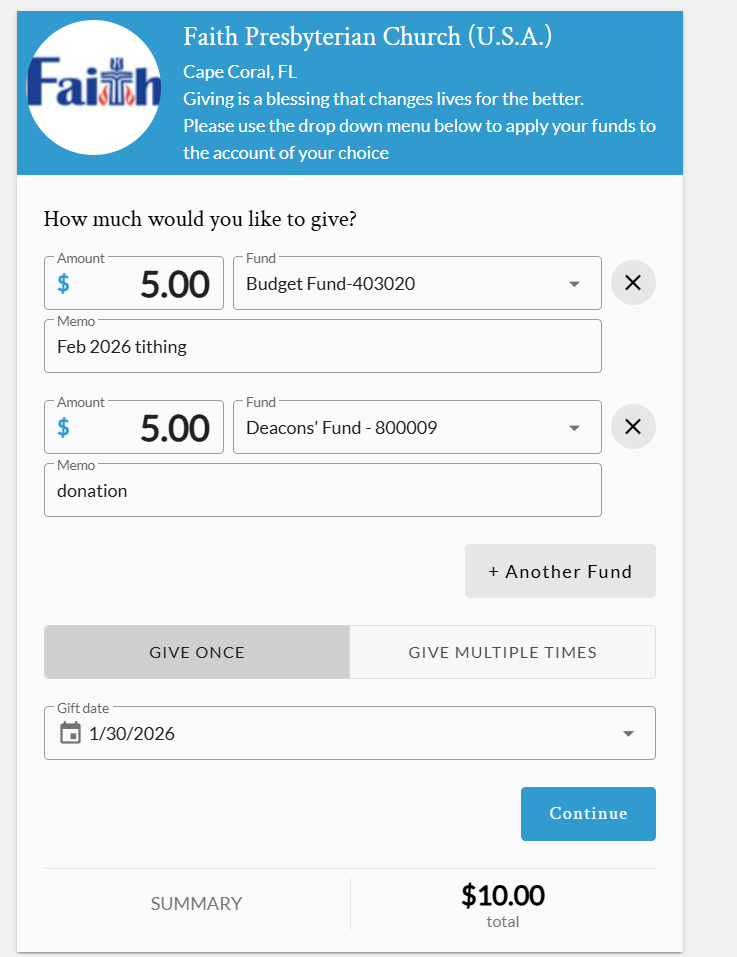 Faith
Faith Presbyterian Church (U.S.A.)
Cape Coral, FL
Giving is a blessing that changes lives for the better.
Please use the drop down menu below to apply your funds to
the account of your choice
How much would you like to give?
Amount
$ 5.00
Fund
Budget Fund-403020
Memo
Feb 2026 tithing
Amount
$ 5.00
Fund
Deacons' Fund - 800009
Memo
donation
+ Another Fund
GIVE ONCE
GIVE MULTIPLE TIMES
Gift date
1/30/2026
Continue
SUMMARY
$10.00
total